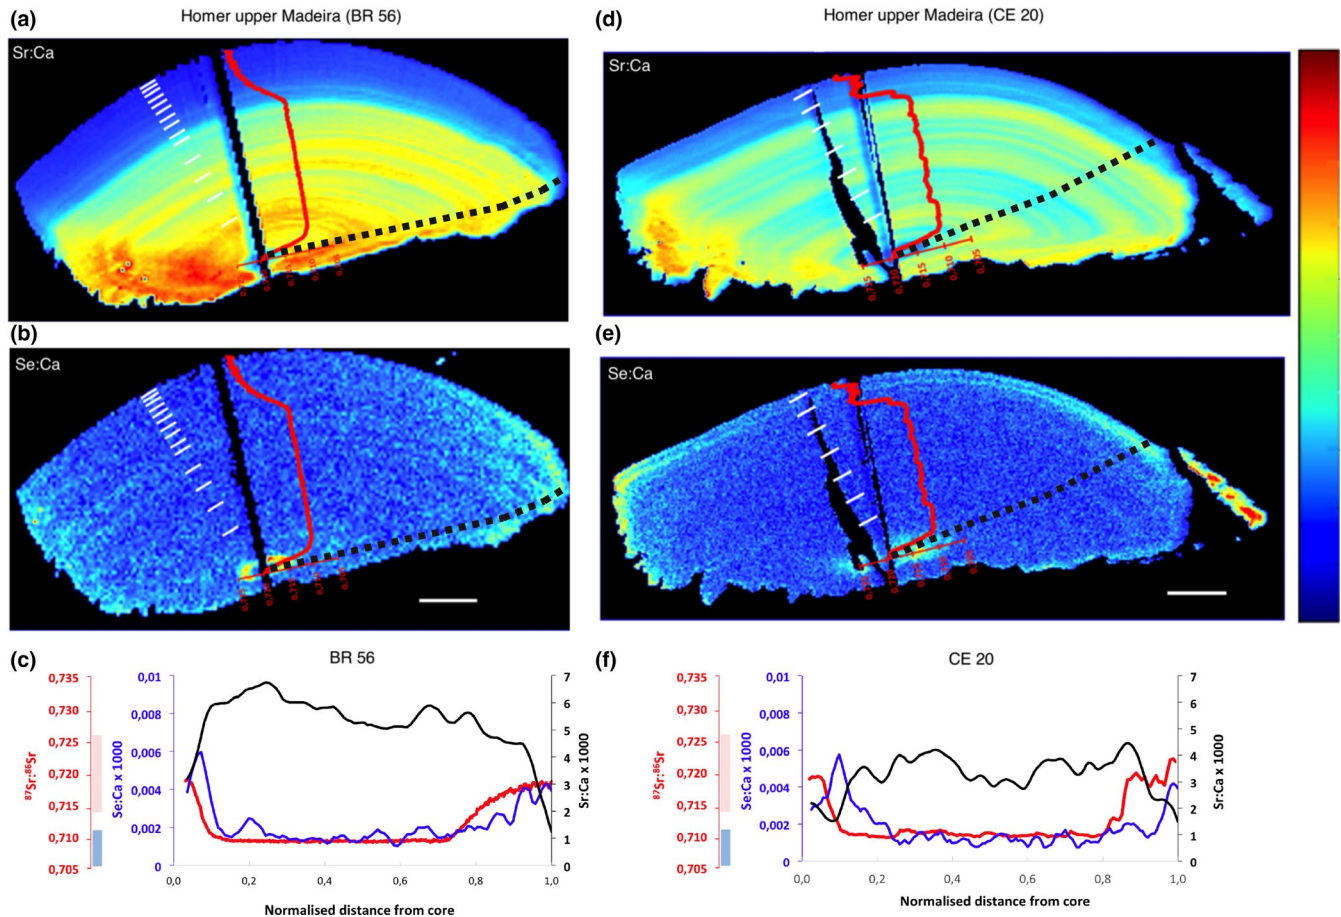 (a)
Homer upper Madeira (BR 56)
Sr:Ca
(d)
Homer upper Madeira (CE 20)
Sr:Ca
(b)
Se:Ca
(e)
Se:Ca
(c)
BR 56
0,735
0,730
0,725
0,720
0,715
0,710
0,705
87Sr:86Sr
0,01
0,008
0,006
0,004
0,002
0
Se:Ca x 1000
7
6
5
4
3
2
1
0
Sr:Ca x 1000
0,0
0,2
0,4
0,6
0,8
1,0
Normalised distance from core
(f)
CE 20
0,735
0,730
0,725
0,720
0,715
0,710
0,705
87Sr:86Sr
0,01
0,008
0,006
0,004
0,002
0
Se:Ca x 1000
7
6
5
4
3
2
1
0
Sr:Ca x 1000
0,0
0,2
0,4
0,6
0,8
1,0
Normalised distance from core